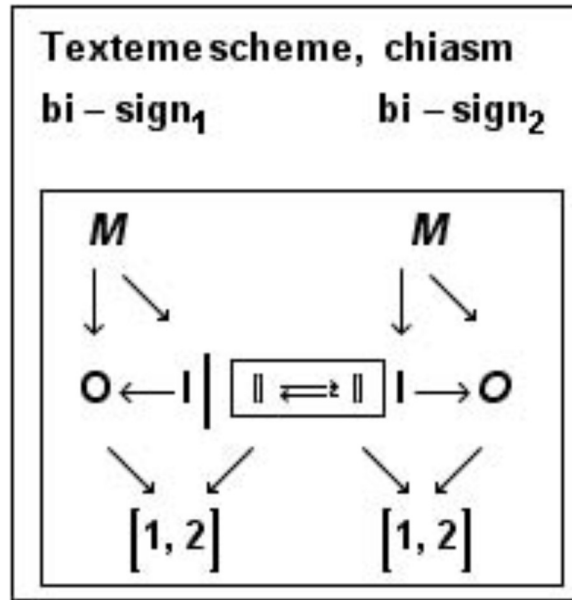 Texteme scheme, chiasm
bi – sign₁ bi – sign₂
M M
O ← I | ‖ ⇌ ‖ I → O
[1, 2] [1, 2]